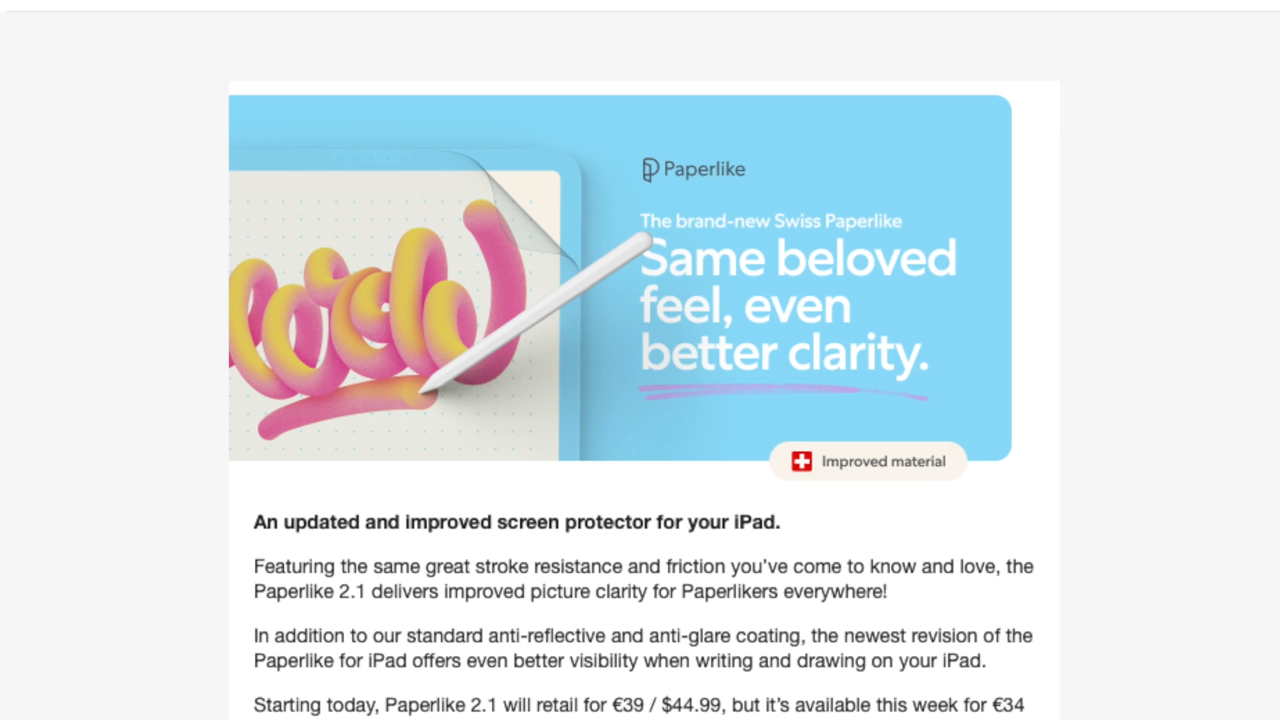 Paperlike
The brand-new Swiss Paperlike
Same beloved
feel, even
better clarity.
Improved material
An updated and improved screen protector for your iPad.
Featuring the same great stroke resistance and friction you’ve come to know and love, the
Paperlike 2.1 delivers improved picture clarity for Paperlikers everywhere!
In addition to our standard anti-reflective and anti-glare coating, the newest revision of the
Paperlike for iPad offers even better visibility when writing and drawing on your iPad.
Starting today, Paperlike 2.1 will retail for €39 / $44.99, but it’s available this week for €34